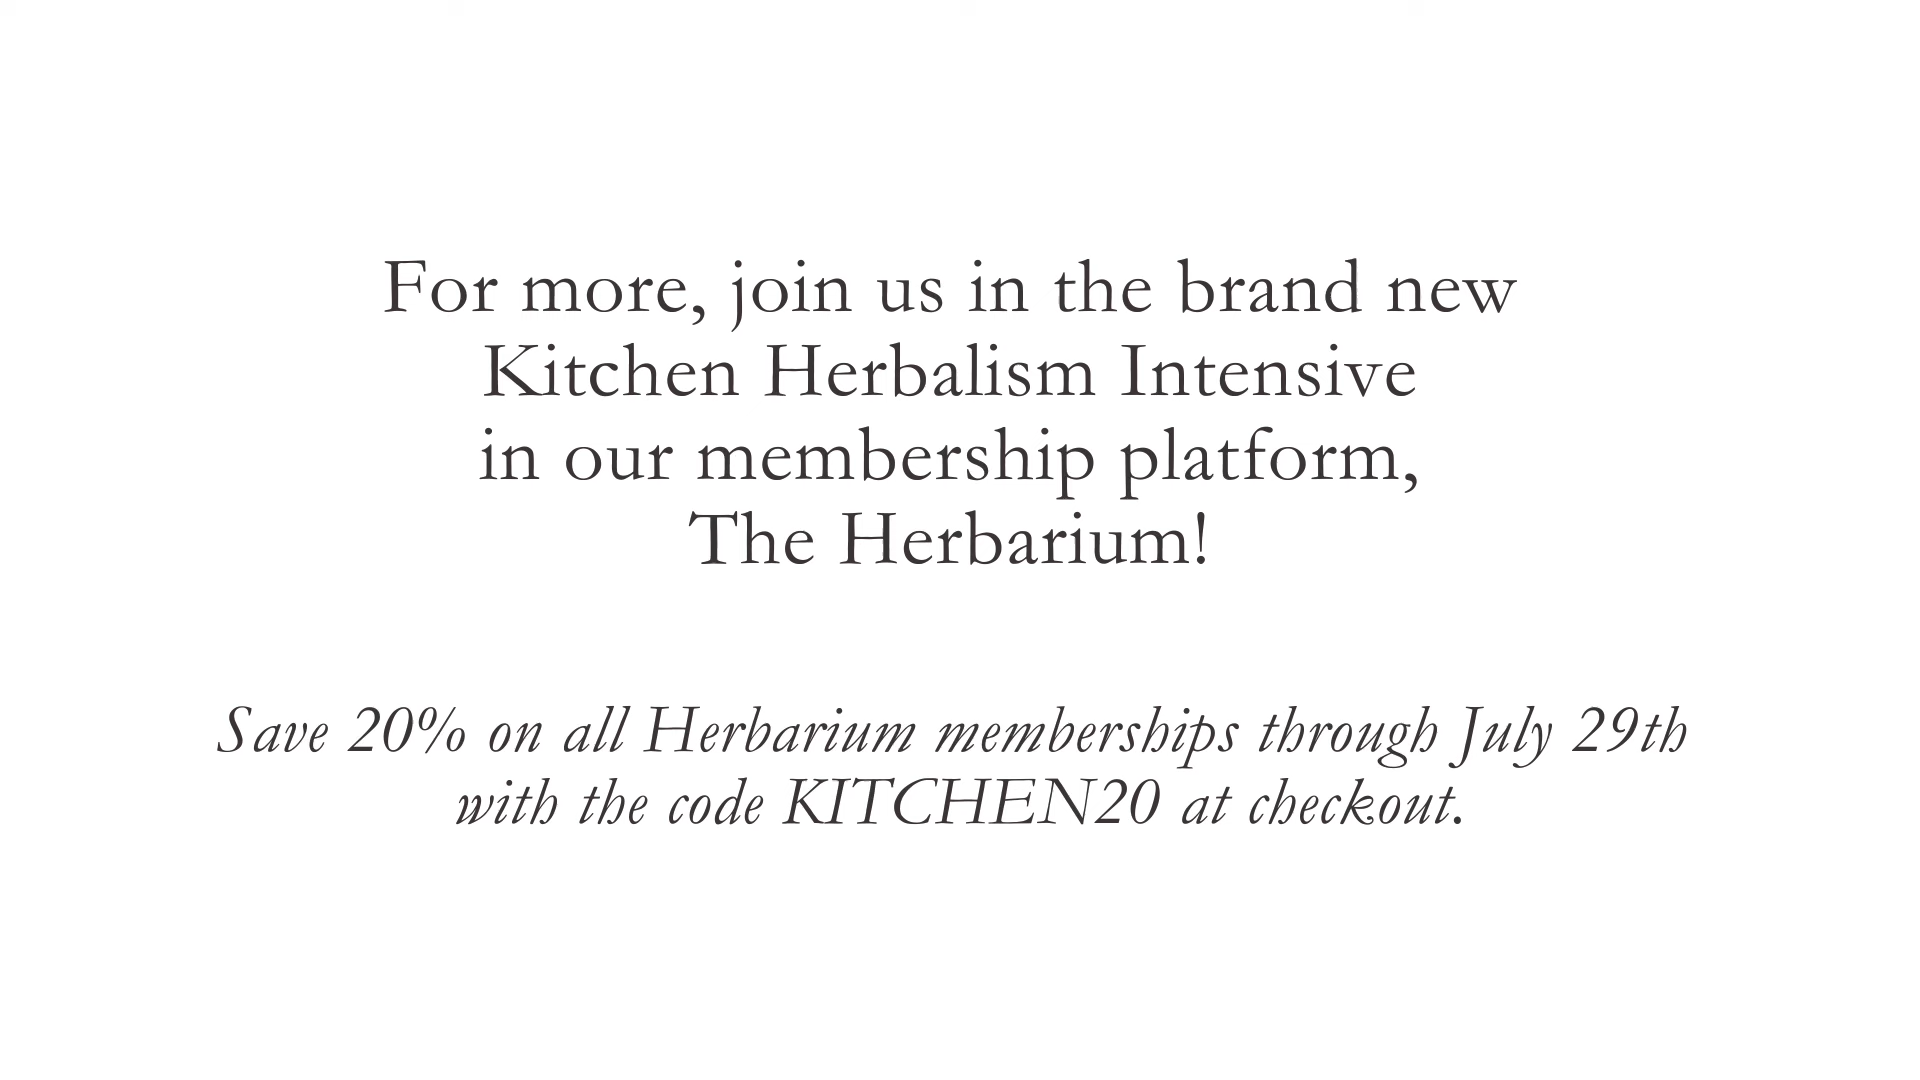 For more, join us in the brand new
Kitchen Herbalism Intensive
in our membership platform,
The Herbarium!
Save 20% on all Herbarium memberships through July 29th
with the code KITCHEN20 at checkout.